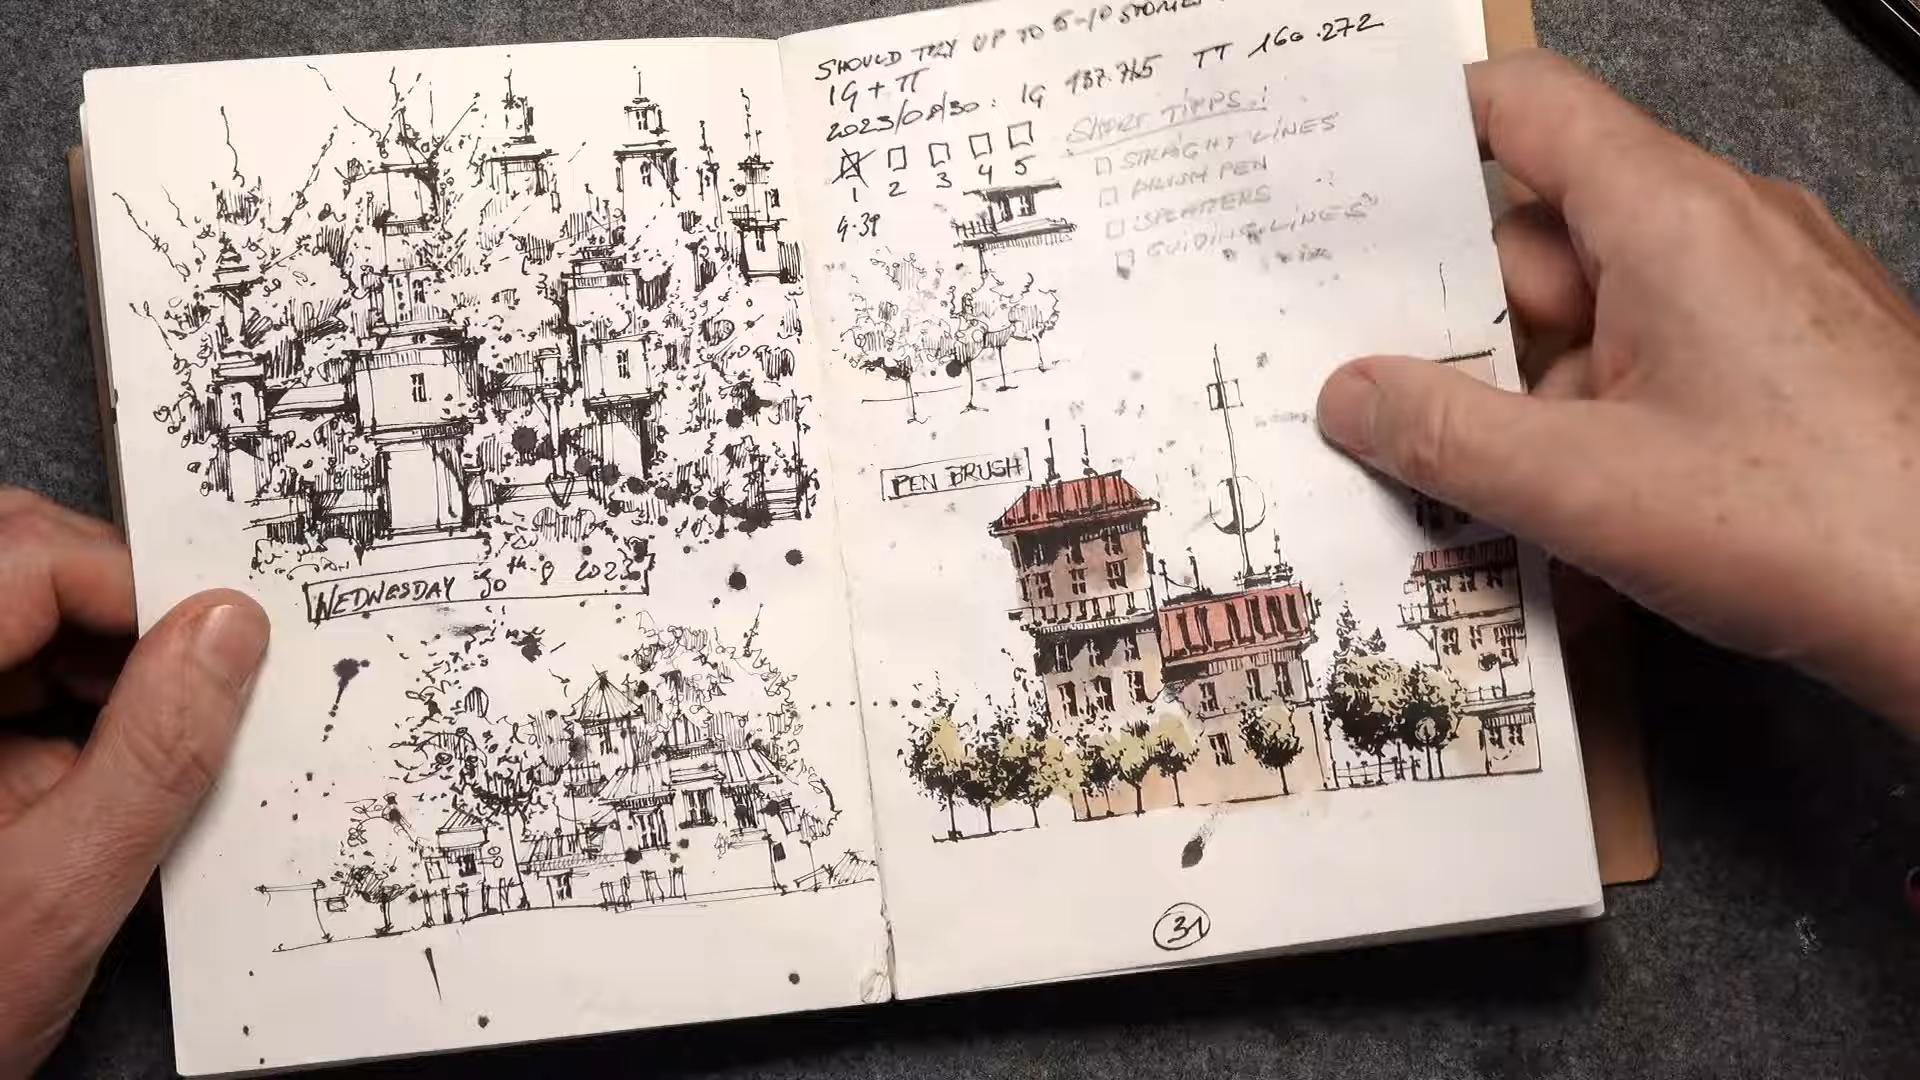 WEDNESDAY 30th-8 2023
SHOULD TRY UP TO 5-10 STORIES
IG + TT
2023/08/30: IG 137.765 TT 160.272
1 2 3 4 5
4:39
SHORT TIPPS:
STRAIGHT LINES
BRUSH PEN
SPLATTERS
GUIDING LINES
PEN BRUSH
31